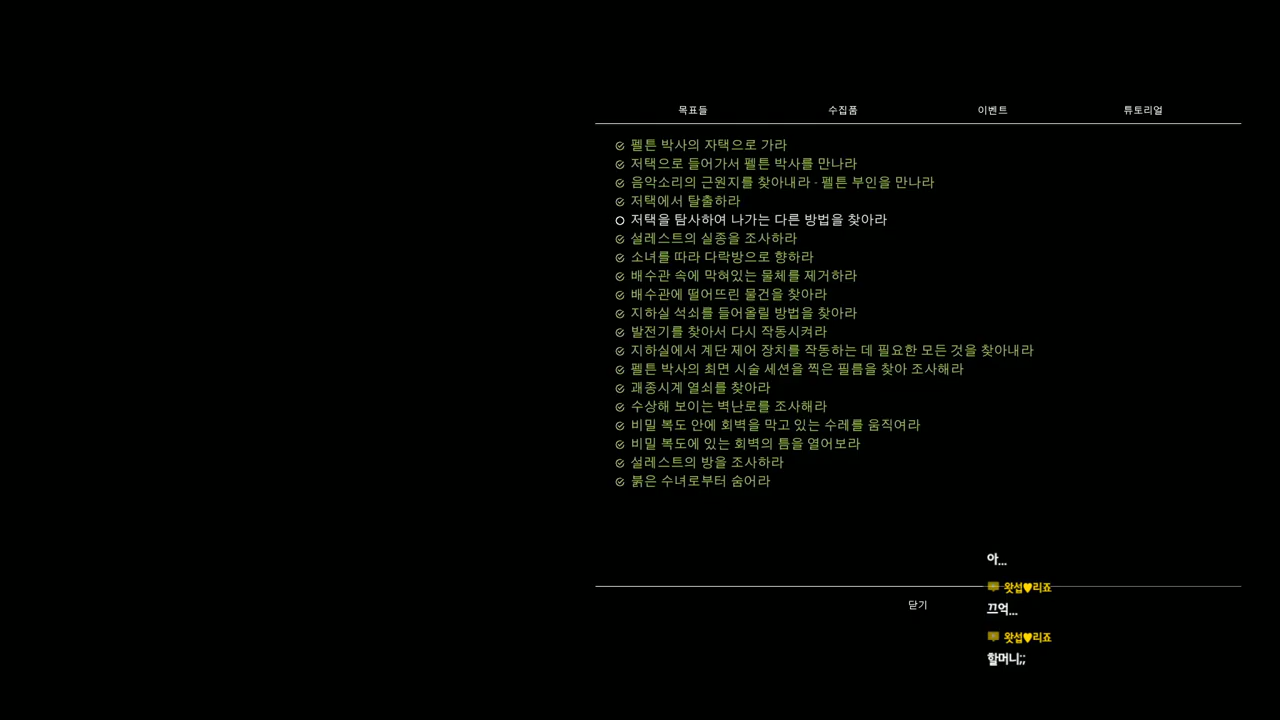 목표들 수집품 이벤트 튜토리얼
펠튼 박사의 자택으로 가라
저택으로 들어가서 펠튼 박사를 만나라
음악소리의 근원지를 찾아내라 - 펠튼 부인을 만나라
저택에서 탈출하라
저택을 탐사하여 나가는 다른 방법을 찾아라
설레스트의 실종을 조사하라
소녀를 따라 다락방으로 향하라
배수관 속에 막혀있는 물체를 제거하라
배수관에 떨어뜨린 물건을 찾아라
지하실 석쇠를 들어올릴 방법을 찾아라
발전기를 찾아서 다시 작동시켜라
지하실에서 계단 제어 장치를 작동하는 데 필요한 모든 것을 찾아내라
펠튼 박사의 최면 시술 세션을 찍은 필름을 찾아 조사해라
괘종시계 열쇠를 찾아라
수상해 보이는 벽난로를 조사해라
비밀 복도 안에 회벽을 막고 있는 수레를 움직여라
비밀 복도에 있는 회벽의 틈을 열어보라
설레스트의 방을 조사하라
붉은 수녀로부터 숨어라
아...
왓섭♥리죠
닫기
끄억...
왓섭♥리죠
할머니;;